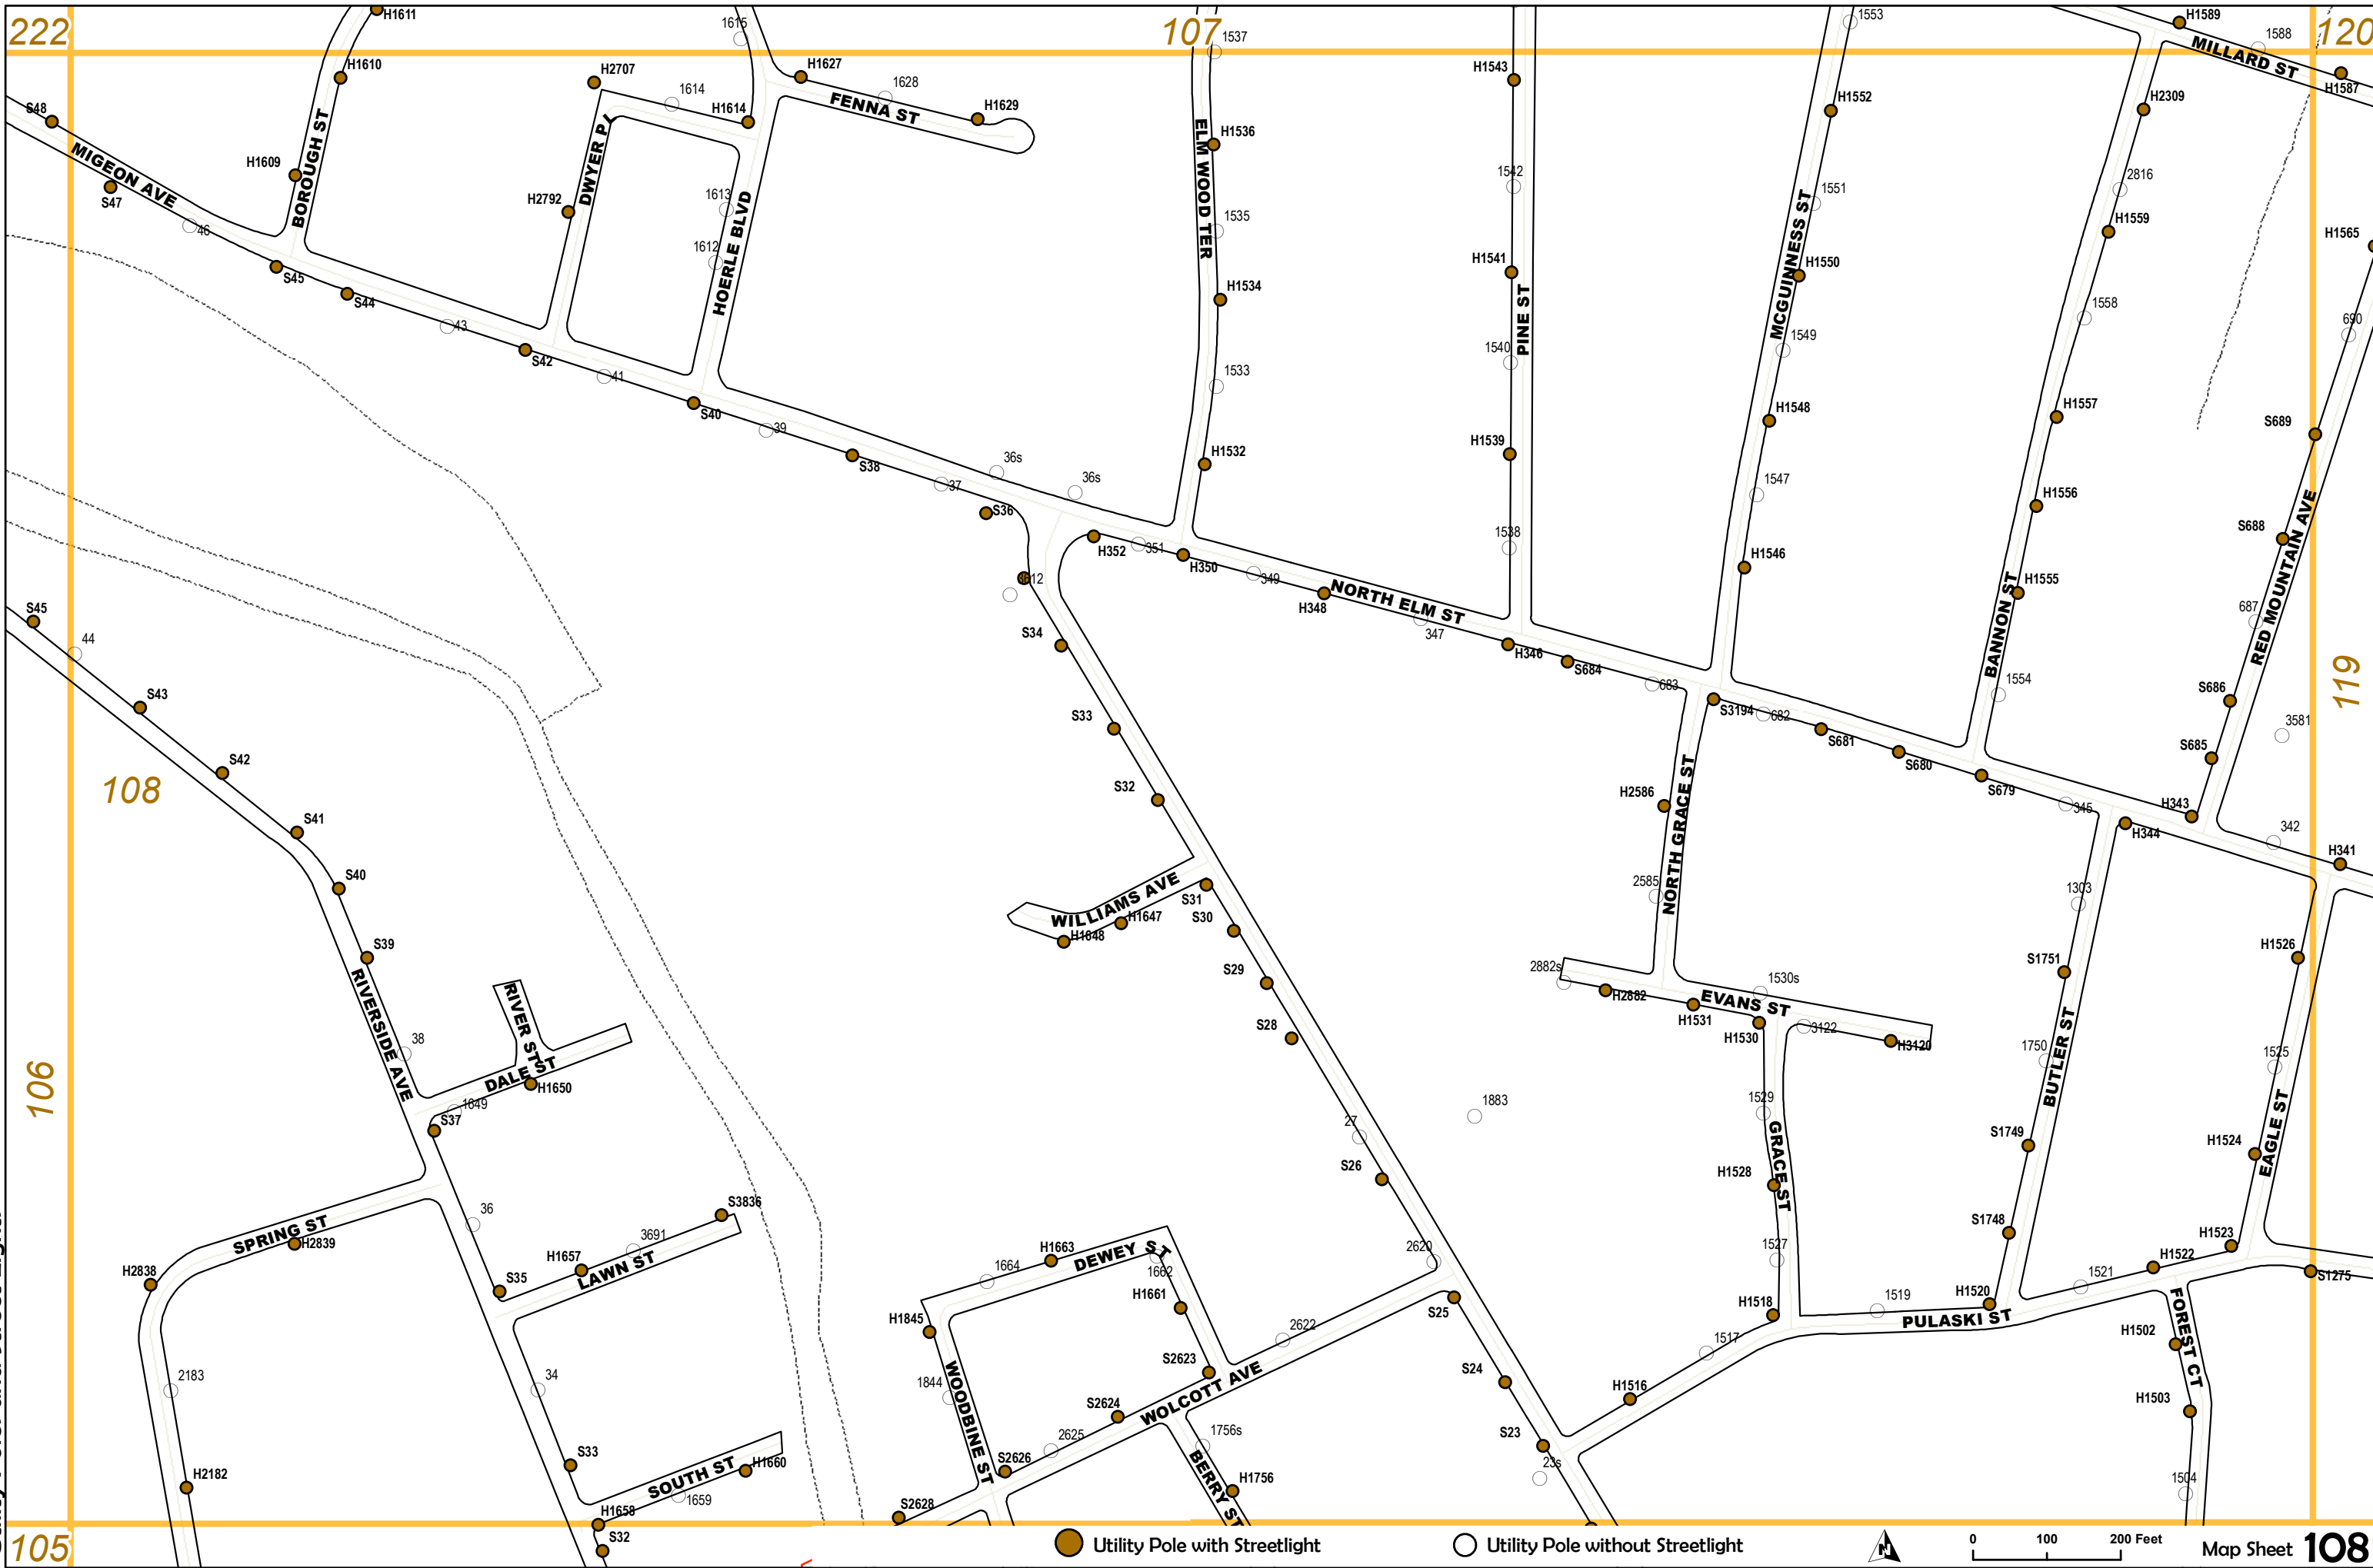 222
107
120
H1611
1615
1537
1553
H1589
1588
MILLARD ST
H1610
H2707
H1627
1628
H1543
H1587
S48
1614
H1614
FENNA ST
H1629
H1552
H2309
MIGEON AVE
H1609
BOROUGH ST
DWYER PL
ELM WOOD TER
H1536
S47
H2792
1613
HOERLE BLVD
1542
1551
2816
46
1612
1535
MCGUINNESS ST
H1559
H1565
S45
S44
H1541
H1550
43
H1534
PINE ST
1558
690
S42
41
1533
1540
1549
S40
39
H1548
H1557
S689
S38
36s
36s
H1532
H1539
37
1547
H1556
S36
H352
351
H350
1538
S688
RED MOUNTAIN AVE
3612
349
H348
NORTH ELM ST
H1546
H1555
BANNON ST
687
S45
44
S34
347
H346
S684
683
1554
119
S43
S33
S3194
682
S681
S686
3581
S42
S680
S685
108
S32
H2586
NORTH GRACE ST
S679
345
H343
H344
342
S41
H341
S40
WILLIAMS AVE
S31
2585
1303
H1647
S30
H1648
S39
RIVERSIDE AVE
S29
2882s
H2882
1530s
EVANS ST
S1751
H1526
RIVER ST
H1531
H1530
3122
H3120
S28
BUTLER ST
38
DALE ST
H1650
1750
1525
106
1649
S37
1883
1529
GRACE ST
27
S1749
EAGLE ST
H1524
S26
H1528
SPRING ST
H2839
36
S3836
3691
H1657
LAWN ST
2620
1527
S1748
H1523
H2838
S35
1664
H1663
DEWEY ST
1662
H1522
S1275
H1661
S25
H1518
1519
H1520
1521
PULASKI ST
FOREST CT
H1845
2622
1517
H1502
2183
34
1844
WOODBINE ST
S2623
WOLCOTT AVE
S24
H1516
H1503
S2624
2625
1756s
BERRY ST
S23
S33
S2626
23s
H2182
SOUTH ST
H1660
1659
H1756
1504
H1658
S2628
S32
105
Utility Pole with Streetlight
Utility Pole without Streetlight
N
0 100 200 Feet
Map Sheet 108